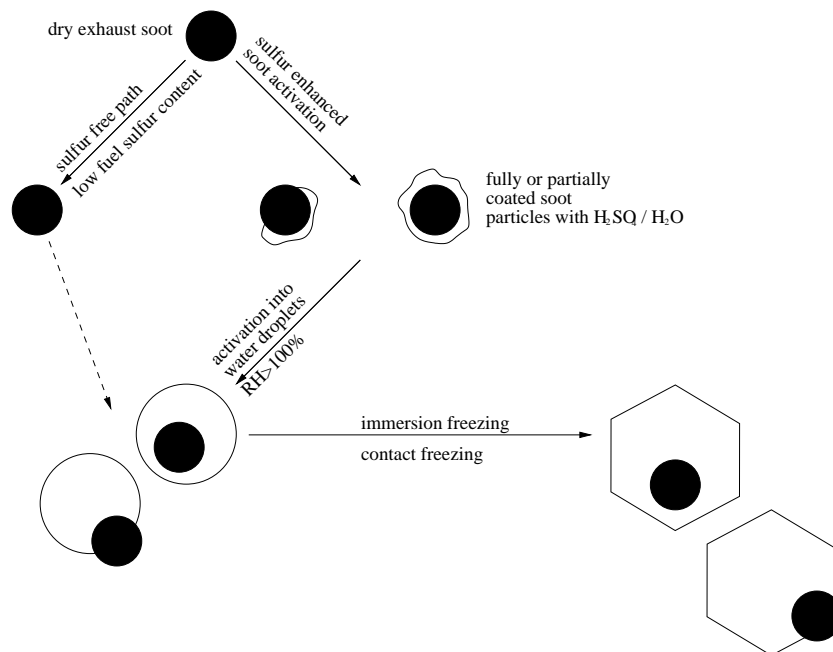 dry exhaust soot
sulfur free path
low fuel sulfur content
sulfur enhanced
soot activation
fully or partially
coated soot
particles with H₂SO₄ / H₂O
activation into
water droplets
RH>100%
immersion freezing
contact freezing